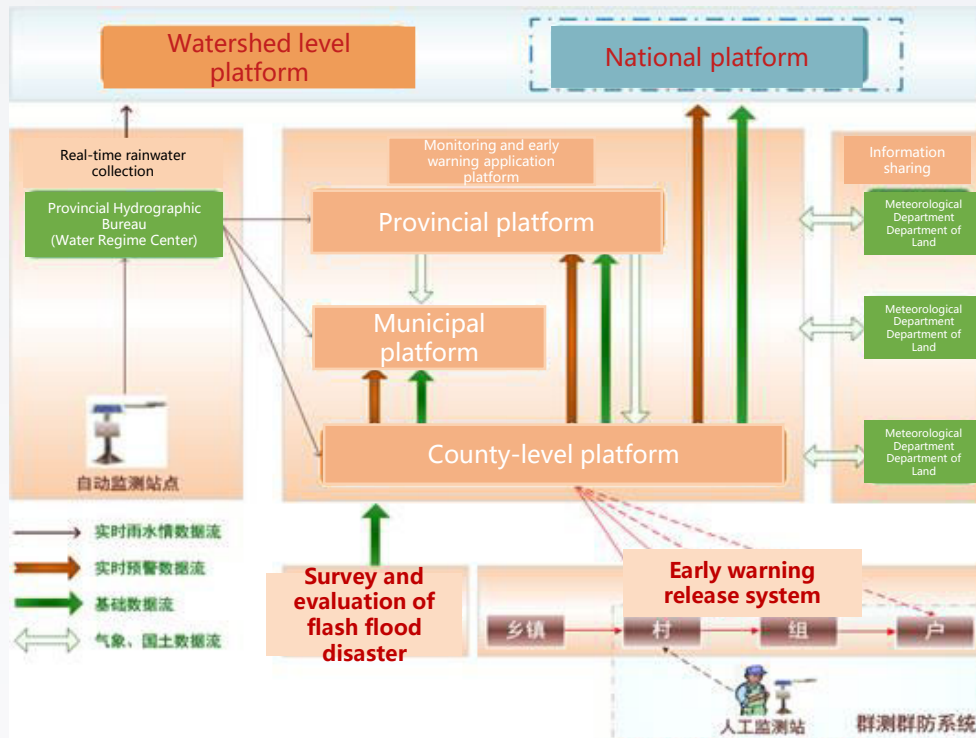 Watershed level
platform
National platform
Real-time rainwater
collection
Provincial Hydrographic
Bureau
(Water Regime Center)
自动监测站点
Monitoring and early
warning application
platform
Provincial platform
Municipal
platform
County-level platform
Information
sharing
Meteorological
Department
Department of
Land
Meteorological
Department
Department of
Land
Meteorological
Department
Department of
Land
实时雨水情数据流
实时预警数据流
基础数据流
气象、国土数据流
Survey and
evaluation of
flash flood
disaster
Early warning
release system
乡镇
村
组
户
人工监测站
群测群防系统